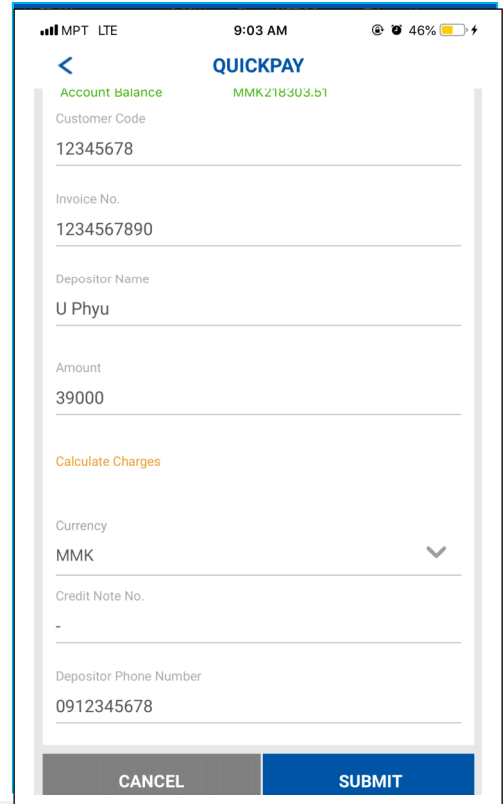 MPT LTE 9:03 AM 46%
QUICKPAY
Account Balance MMK218303.51
Customer Code
12345678
Invoice No.
1234567890
Depositor Name
U Phyu
Amount
39000
Calculate Charges
Currency
MMK
Credit Note No.
-
Depositor Phone Number
0912345678
CANCEL SUBMIT